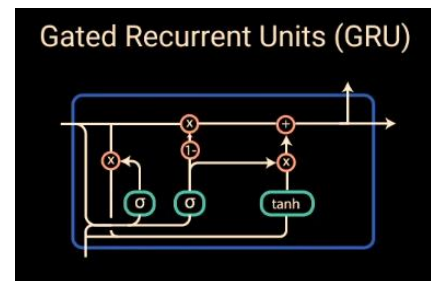 Gated Recurrent Units (GRU)
x
+
1-
x
x
σ
σ
tanh